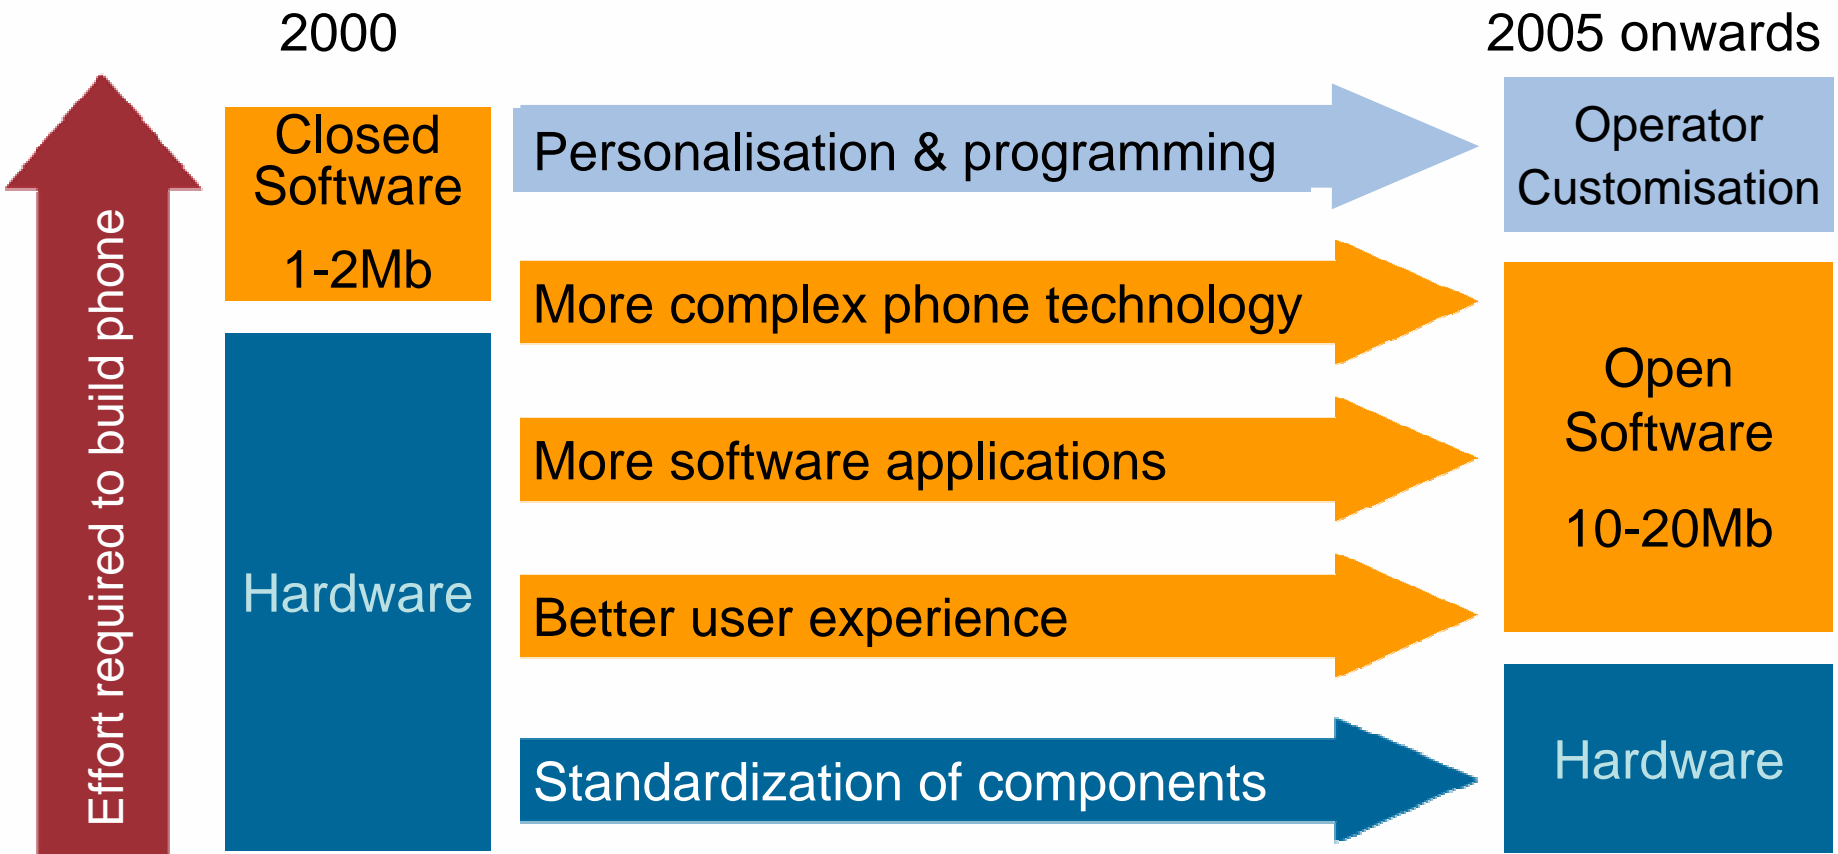 2000
2005 onwards
Effort required to build phone
Closed
Software
1-2Mb
Hardware
Personalisation & programming
More complex phone technology
More software applications
Better user experience
Standardization of components
Operator
Customisation
Open
Software
10-20Mb
Hardware